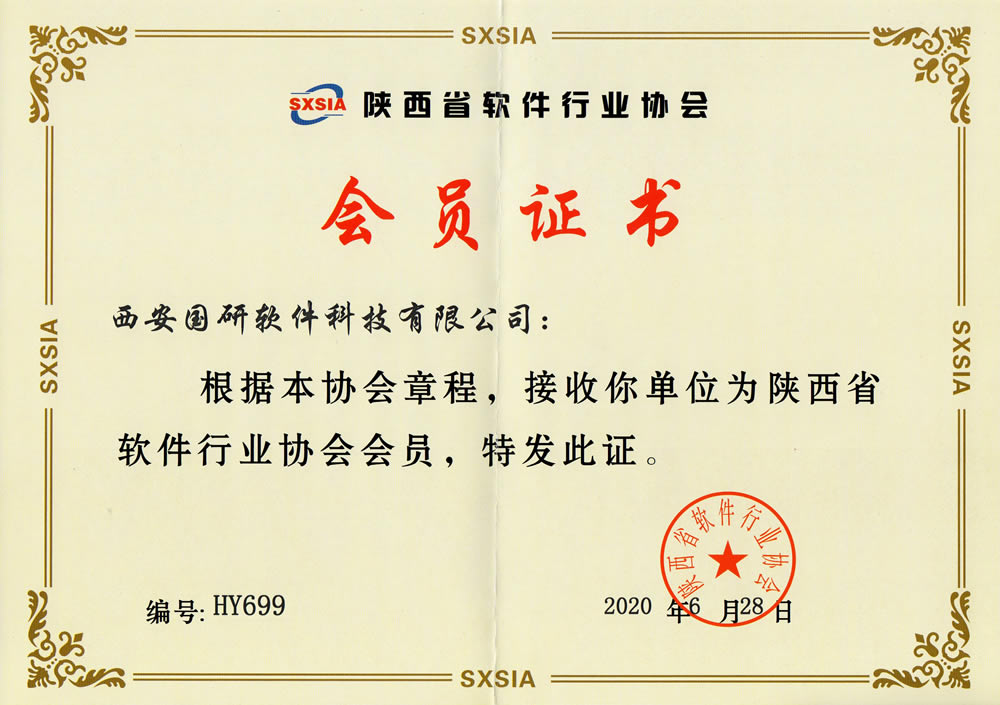 SXSIA
SXSIA 陕西省软件行业协会
会员证书
西安国研软件科技有限公司：
根据本协会章程，接收你单位为陕西省
软件行业协会会员，特发此证。
SXSIA
SXSIA
陕西省软件行业协会
编号: HY699
2020 年6 月28 日
SXSIA